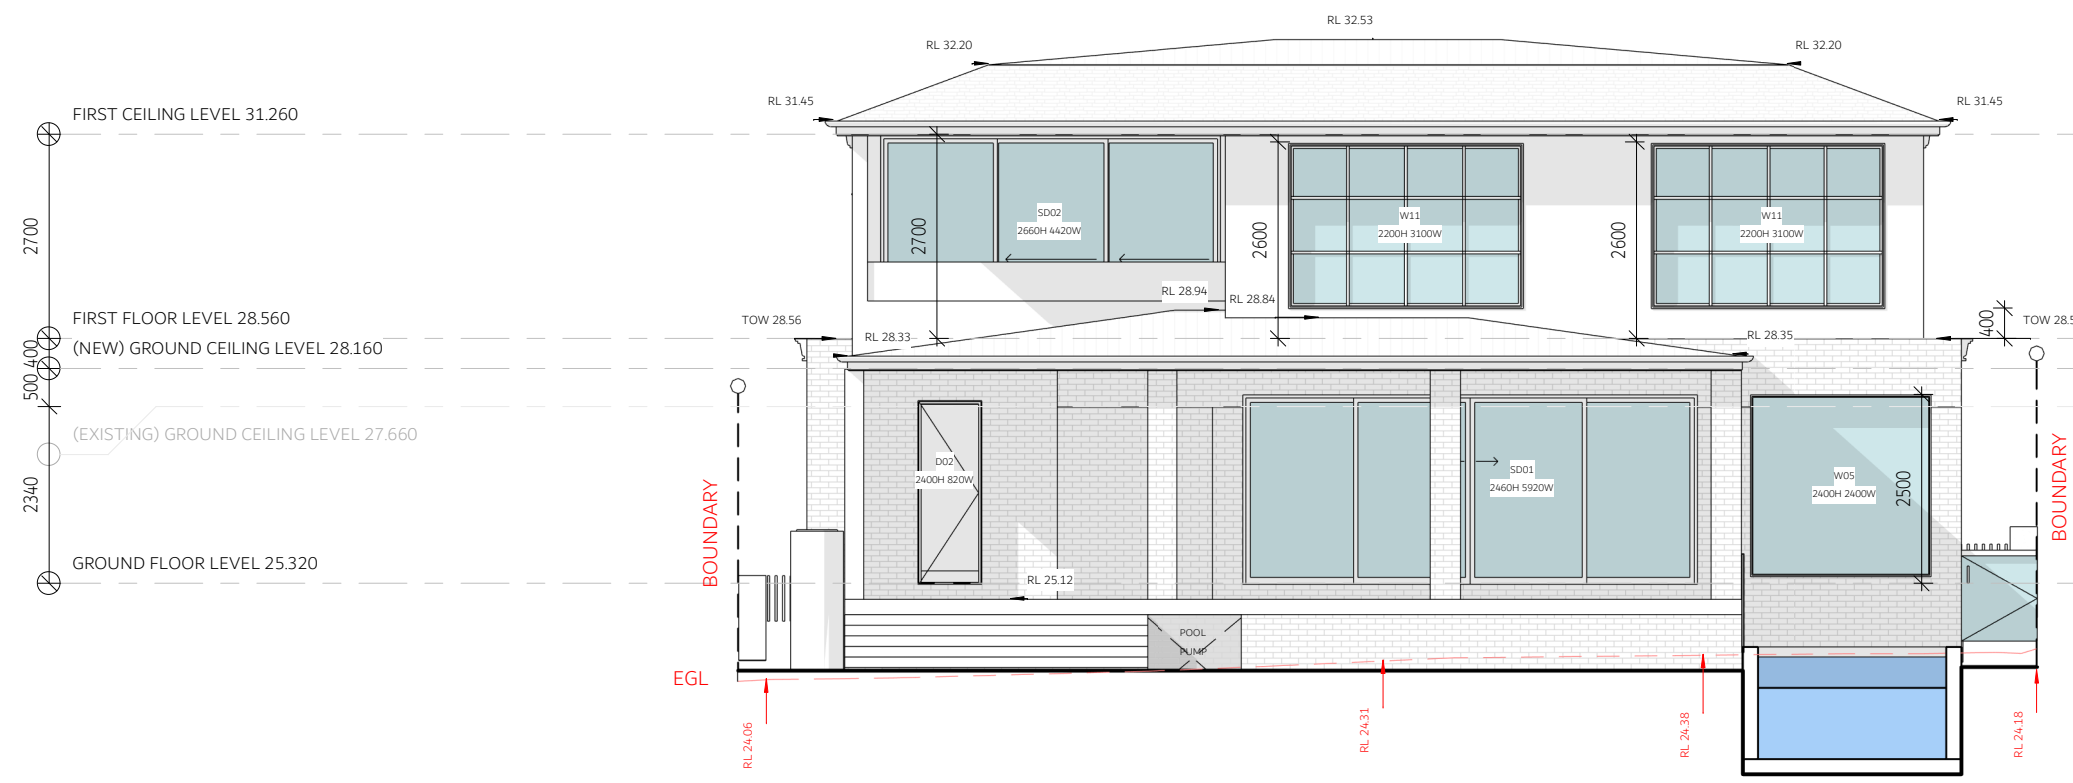 RL 32.53
RL 32.20
RL 32.20
RL 31.45
RL 31.45
FIRST CEILING LEVEL 31.260
2700
SD02
2660H 4420W
2700
2600
W11
2200H 3100W
2600
W11
2200H 3100W
RL 28.94
RL 28.84
FIRST FLOOR LEVEL 28.560
TOW 28.56
400
TOW 28.5
RL 28.33
RL 28.35
400
(NEW) GROUND CEILING LEVEL 28.160
500
(EXISTING) GROUND CEILING LEVEL 27.660
2340
BOUNDARY
D02
2400H 820W
SD01
2460H 5920W
W05
2400H 2400W
2500
BOUNDARY
GROUND FLOOR LEVEL 25.320
RL 25.12
POOL
PUMP
EGL
RL 24.06
RL 24.31
RL 24.38
RL 24.18